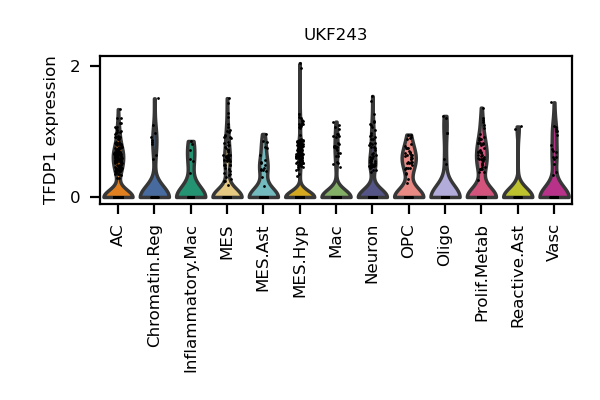 UKF243
TFDP1 expression
2
0
AC
Chromatin.Reg
Inflammatory.Mac
MES
MES.Ast
MES.Hyp
Mac
Neuron
OPC
Oligo
Prolif.Metab
Reactive.Ast
Vasc